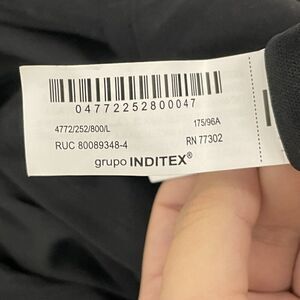 04772252800047
4772/252/800/L 175/96A
RUC 80089348-4 RN 77302
grupo INDITEX®